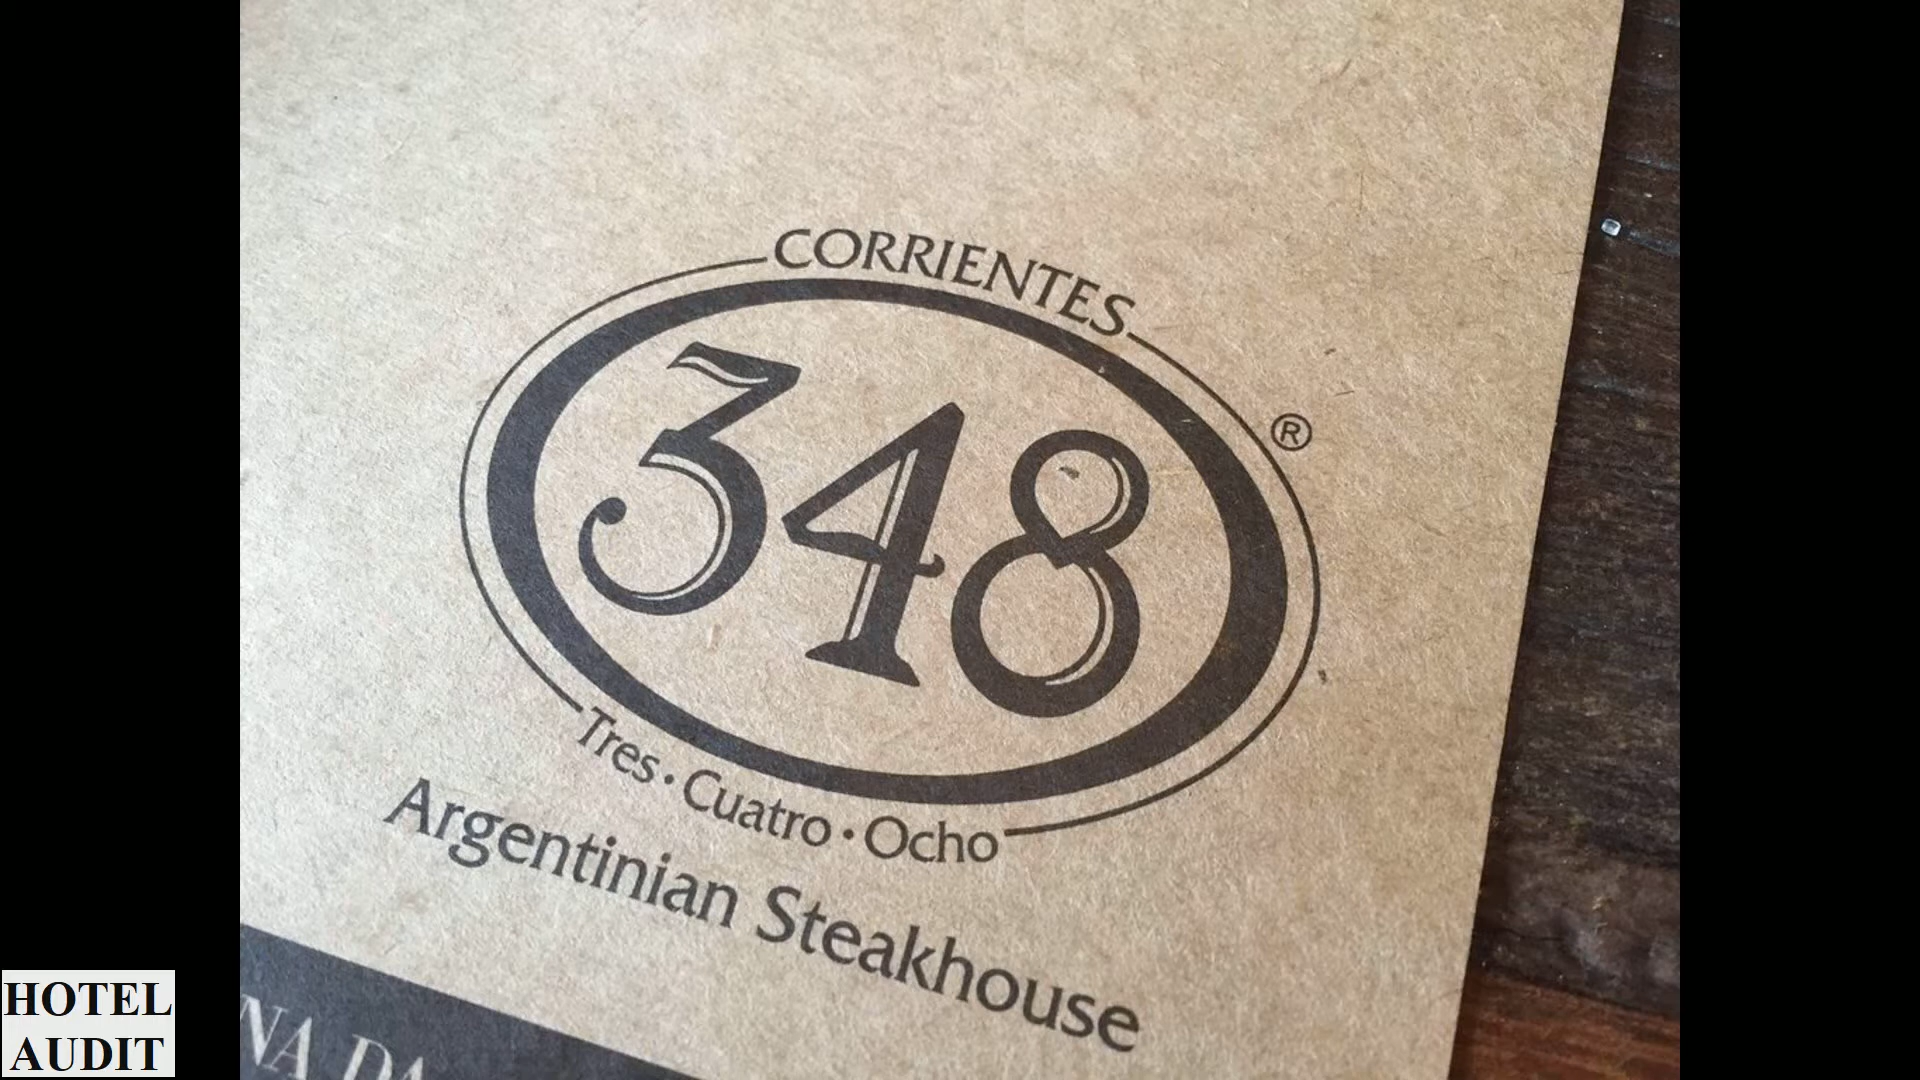 CORRIENTES
348
®
Tres · Cuatro · Ocho
Argentinian Steakhouse
HOTEL
AUDIT